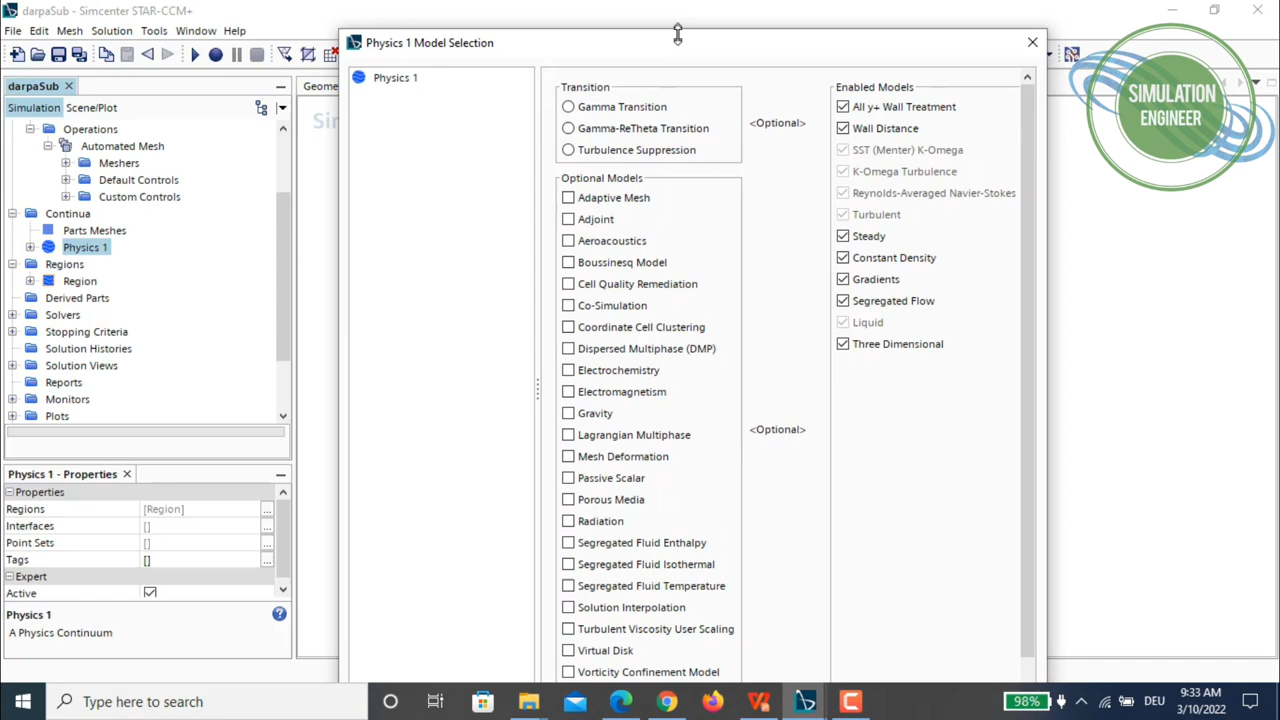 darpaSub - Simcenter STAR-CCM+
File Edit Mesh Solution Tools Window Help
darpaSub
Simulation Scene/Plot
Operations
Automated Mesh
Meshers
Default Controls
Custom Controls
Continua
Parts Meshes
Physics 1
Regions
Region
Derived Parts
Solvers
Stopping Criteria
Solution Histories
Solution Views
Reports
Monitors
Plots
Physics 1 - Properties
Properties
Regions [Region] ...
Interfaces [] ...
Point Sets [] ...
Tags [] ...
Expert
Active
Physics 1
A Physics Continuum
Geome
Sir
Physics 1 Model Selection
Physics 1
Transition
Gamma Transition
Gamma-ReTheta Transition
Turbulence Suppression
<Optional>
Optional Models
Adaptive Mesh
Adjoint
Aeroacoustics
Boussinesq Model
Cell Quality Remediation
Co-Simulation
Coordinate Cell Clustering
Dispersed Multiphase (DMP)
Electrochemistry
Electromagnetism
Gravity
Lagrangian Multiphase
Mesh Deformation
Passive Scalar
Porous Media
Radiation
Segregated Fluid Enthalpy
Segregated Fluid Isothermal
Segregated Fluid Temperature
Solution Interpolation
Turbulent Viscosity User Scaling
Virtual Disk
Vorticity Confinement Model
<Optional>
Enabled Models
All y+ Wall Treatment
Wall Distance
SST (Menter) K-Omega
K-Omega Turbulence
Reynolds-Averaged Navier-Stokes
Turbulent
Steady
Constant Density
Gradients
Segregated Flow
Liquid
Three Dimensional
SIMULATION
ENGINEER
Type here to search
98%
DEU
9:33 AM
3/10/2022